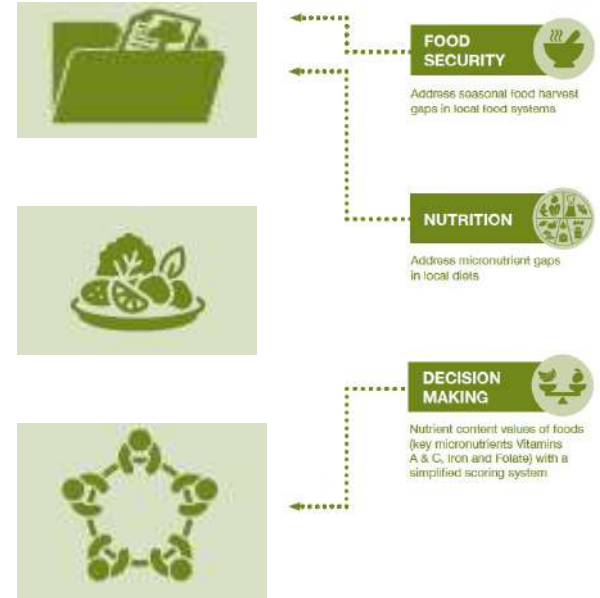 FOOD
SECURITY
Address seasonal food harvest
gaps in local food systems
NUTRITION
Address micronutrient gaps
in local diets
DECISION
MAKING
Nutrient content values of foods
(key micronutrients Vitamins
A & C, Iron and Folate) with a
simplified scoring system